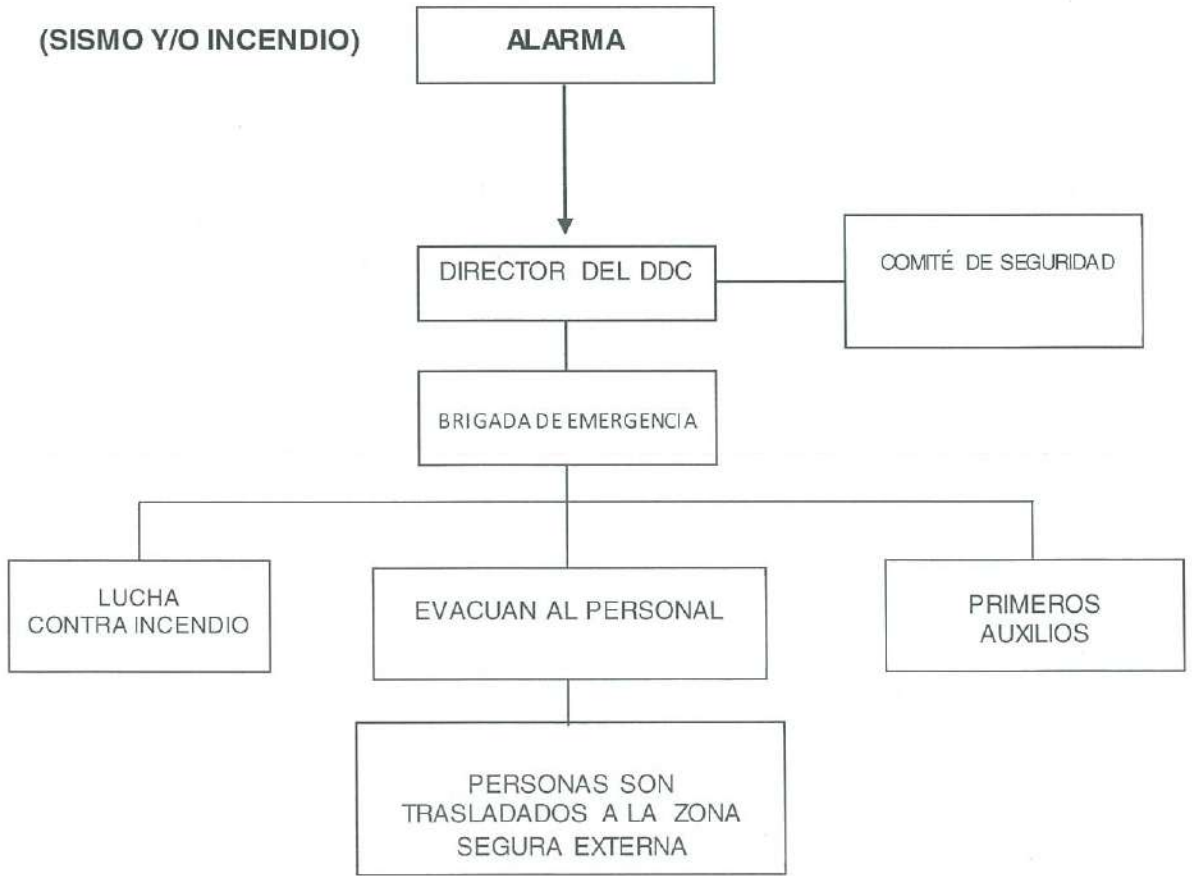 (SISMO Y/O INCENDIO)
ALARMA
DIRECTOR DEL DDC
COMITÉ DE SEGURIDAD
BRIGADA DE EMERGENCIA
LUCHA
CONTRA INCENDIO
EVACUAN AL PERSONAL
PRIMEROS
AUXILIOS
PERSONAS SON
TRASLADADOS A LA ZONA
SEGURA EXTERNA